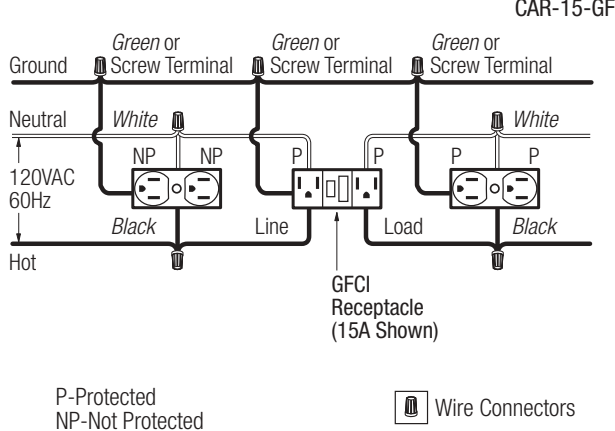 CAR-15-GF
Green or Screw Terminal
Green or Screw Terminal
Green or Screw Terminal
Ground
Neutral
White
White
NP NP P P P P
120VAC
60Hz
Black
Line
Load
Black
Hot
GFCI
Receptacle
(15A Shown)
P-Protected
NP-Not Protected
Wire Connectors